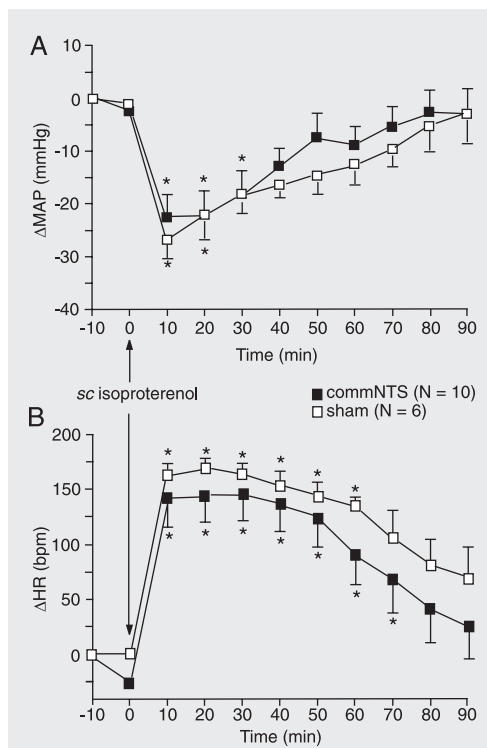 A
10
0
-10
-20
-30
-40
ΔMAP (mmHg)
* * *
* *
-10 0 10 20 30 40 50 60 70 80 90
Time (min)
sc isoproterenol
commNTS (N = 10)
sham (N = 6)
B
200
150
100
50
0
ΔHR (bpm)
* * * * * *
* * * * * * *
-10 0 10 20 30 40 50 60 70 80 90
Time (min)